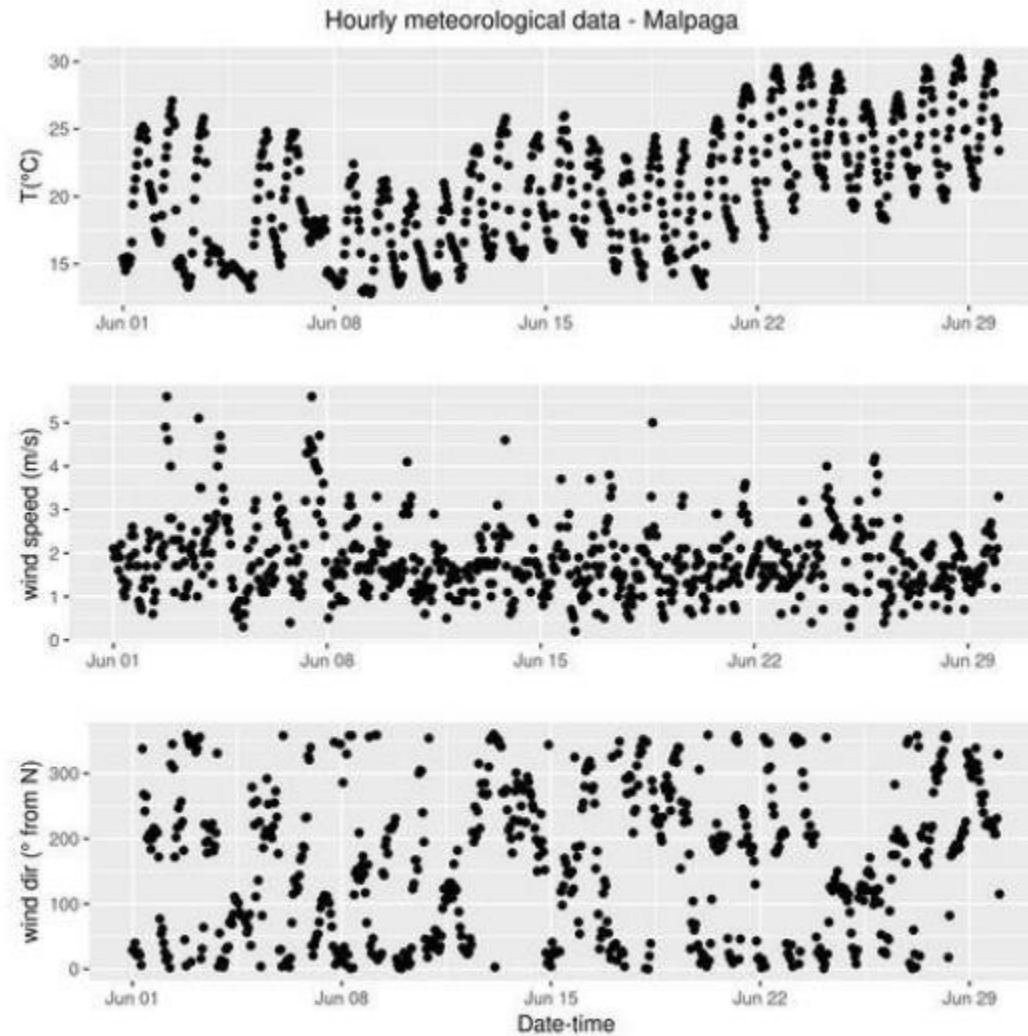 Hourly meteorological data - Malpaga
T(°C)
30
25
20
15
Jun 01 Jun 08 Jun 15 Jun 22 Jun 29
wind speed (m/s)
5
4
3
2
1
0
Jun 01 Jun 08 Jun 15 Jun 22 Jun 29
wind dir (° from N)
300
200
100
0
Jun 01 Jun 08 Jun 15 Jun 22 Jun 29
Date-time